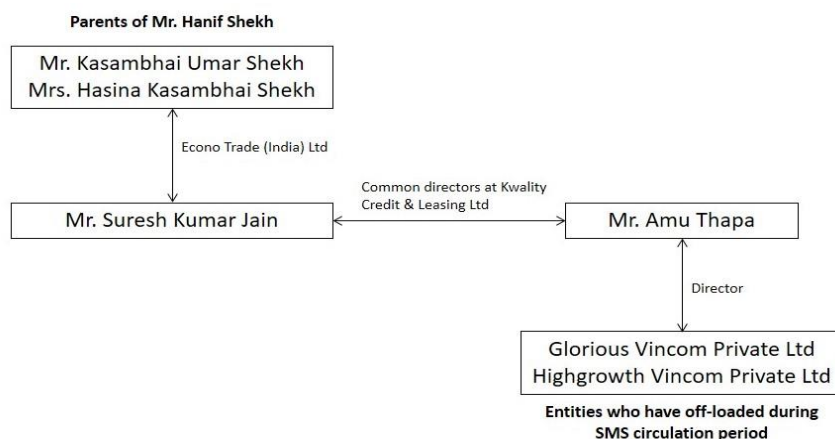 Parents of Mr. Hanif Shekh
Mr. Kasambhai Umar Shekh
Mrs. Hasina Kasambhai Shekh
Econo Trade (India) Ltd
Common directors at Kwality
Credit & Leasing Ltd
Mr. Suresh Kumar Jain
Mr. Amu Thapa
Director
Glorious Vincom Private Ltd
Highgrowth Vincom Private Ltd
Entities who have off-loaded during
SMS circulation period